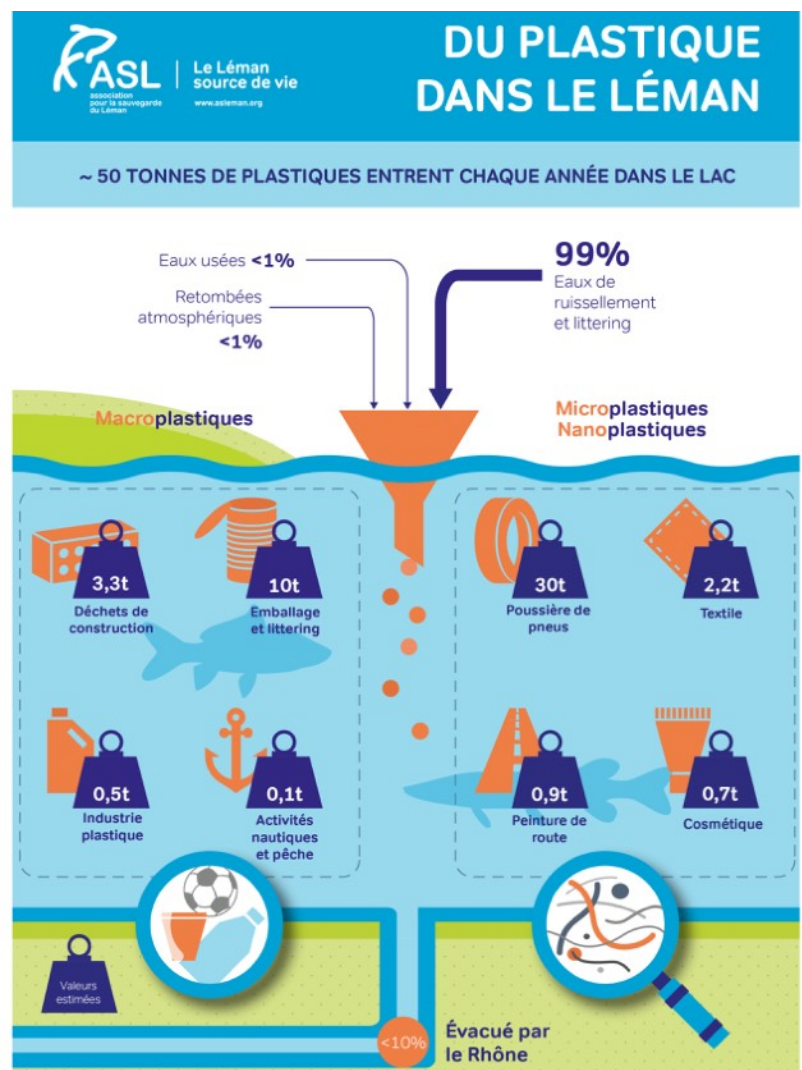 ASL
association
pour la sauvegarde
du Léman
Le Léman
source de vie
www.asleman.org
DU PLASTIQUE
DANS LE LÉMAN
~ 50 TONNES DE PLASTIQUES ENTRENT CHAQUE ANNÉE DANS LE LAC
Eaux usées <1%
Retombées
atmosphériques
<1%
99%
Eaux de
ruissellement
et littering
Macroplastiques
Microplastiques
Nanoplastiques
3,3t
Déchets de
construction
10t
Emballage
et littering
30t
Poussière de
pneus
2,2t
Textile
0,5t
Industrie
plastique
0,1t
Activités
nautiques
et pêche
0,9t
Peinture de
route
0,7t
Cosmétique
Valeurs
estimées
<10%
Évacué par
le Rhône